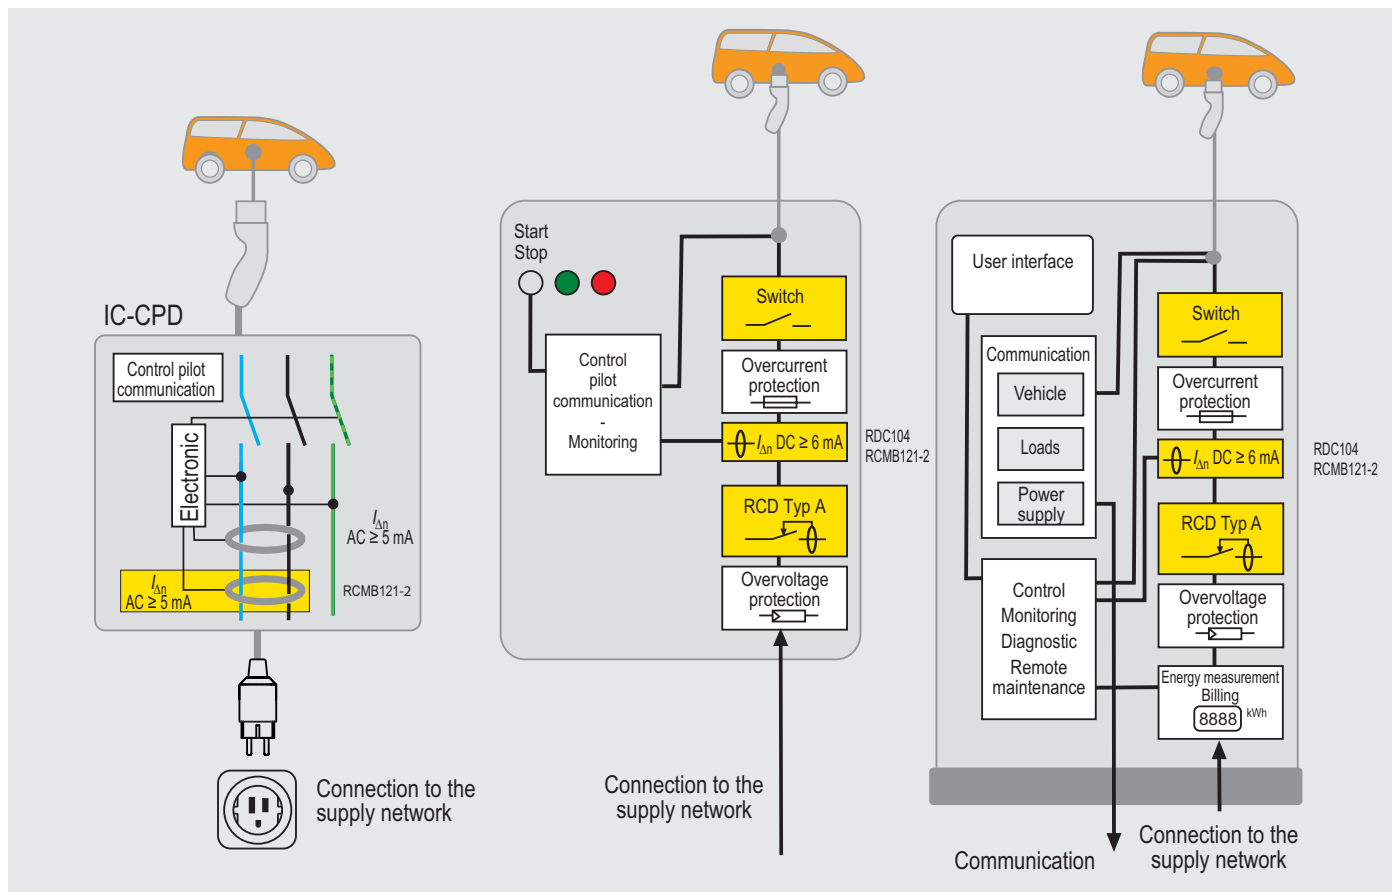 IC-CPD
Control pilot
communication
Electronic
I∆n
AC ≥ 5 mA
I∆n
AC ≥ 5 mA
RCMB121-2
Connection to the
supply network
Start
Stop
Control
pilot
communication
-
Monitoring
Switch
Overcurrent
protection
I∆n DC ≥ 6 mA
RDC104
RCMB121-2
RCD Typ A
Overvoltage
protection
Connection to the
supply network
User interface
Communication
Vehicle
Loads
Power
supply
Control
Monitoring
Diagnostic
Remote
maintenance
Switch
Overcurrent
protection
I∆n DC ≥ 6 mA
RDC104
RCMB121-2
RCD Typ A
Overvoltage
protection
Energy measurement
Billing
8888 kWh
Communication
Connection to the
supply network